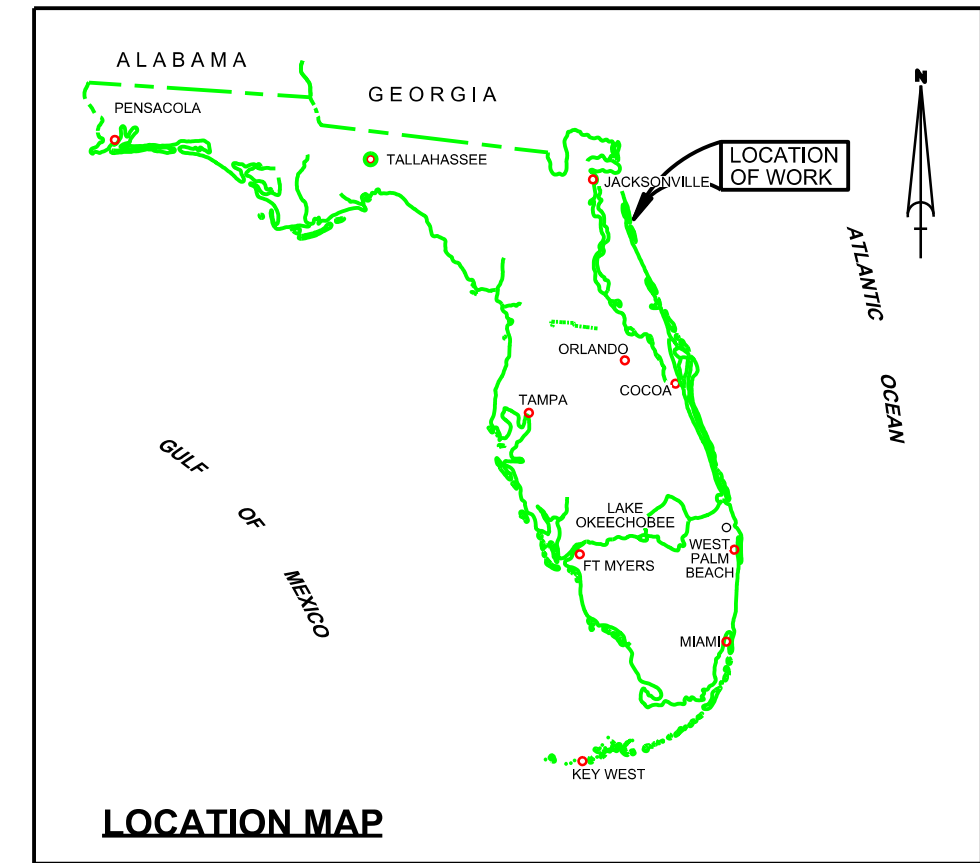 ALABAMA
GEORGIA
N
PENSACOLA
TALLAHASSEE
JACKSONVILLE
LOCATION
OF WORK
ATLANTIC
OCEAN
ORLANDO
COCOA
TAMPA
GULF
OF
MEXICO
LAKE
OKEECHOBEE
WEST
PALM
BEACH
FT MYERS
MIAMI
KEY WEST
LOCATION MAP